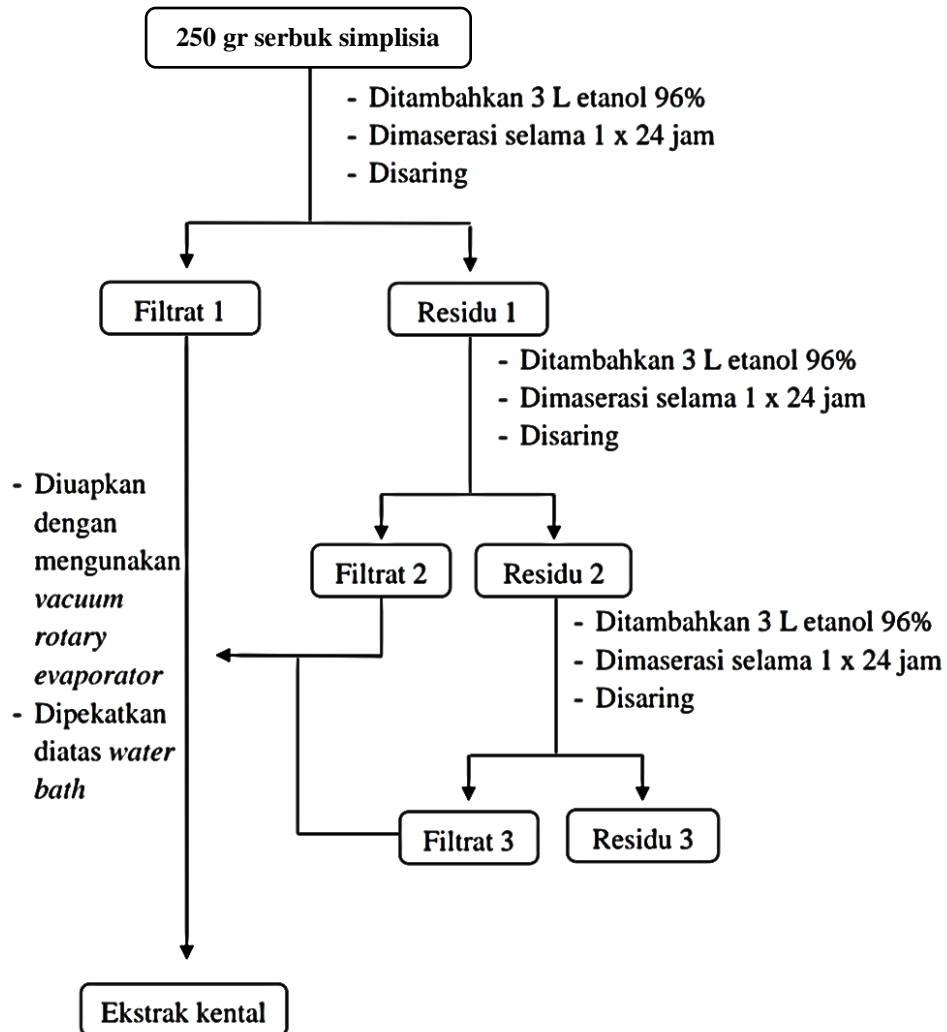 250 gr serbuk simplisia
- Ditambahkan 3 L etanol 96%
- Dimaserasi selama 1 x 24 jam
- Disaring
Filtrat 1
Residu 1
- Ditambahkan 3 L etanol 96%
- Dimaserasi selama 1 x 24 jam
- Disaring
- Diuapkan
dengan
mengunakan
vacuum
rotary
evaporator
- Dipekatkan
diatas water
bath
Filtrat 2
Residu 2
- Ditambahkan 3 L etanol 96%
- Dimaserasi selama 1 x 24 jam
- Disaring
Filtrat 3
Residu 3
Ekstrak kental